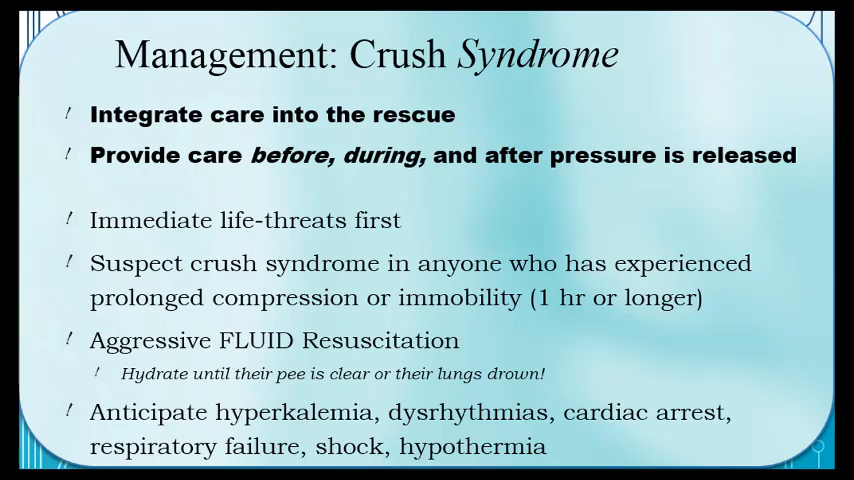 Management: Crush Syndrome
! Integrate care into the rescue
! Provide care before, during, and after pressure is released
! Immediate life-threats first
! Suspect crush syndrome in anyone who has experienced
prolonged compression or immobility (1 hr or longer)
! Aggressive FLUID Resuscitation
! Hydrate until their pee is clear or their lungs drown!
! Anticipate hyperkalemia, dysrhythmias, cardiac arrest,
respiratory failure, shock, hypothermia